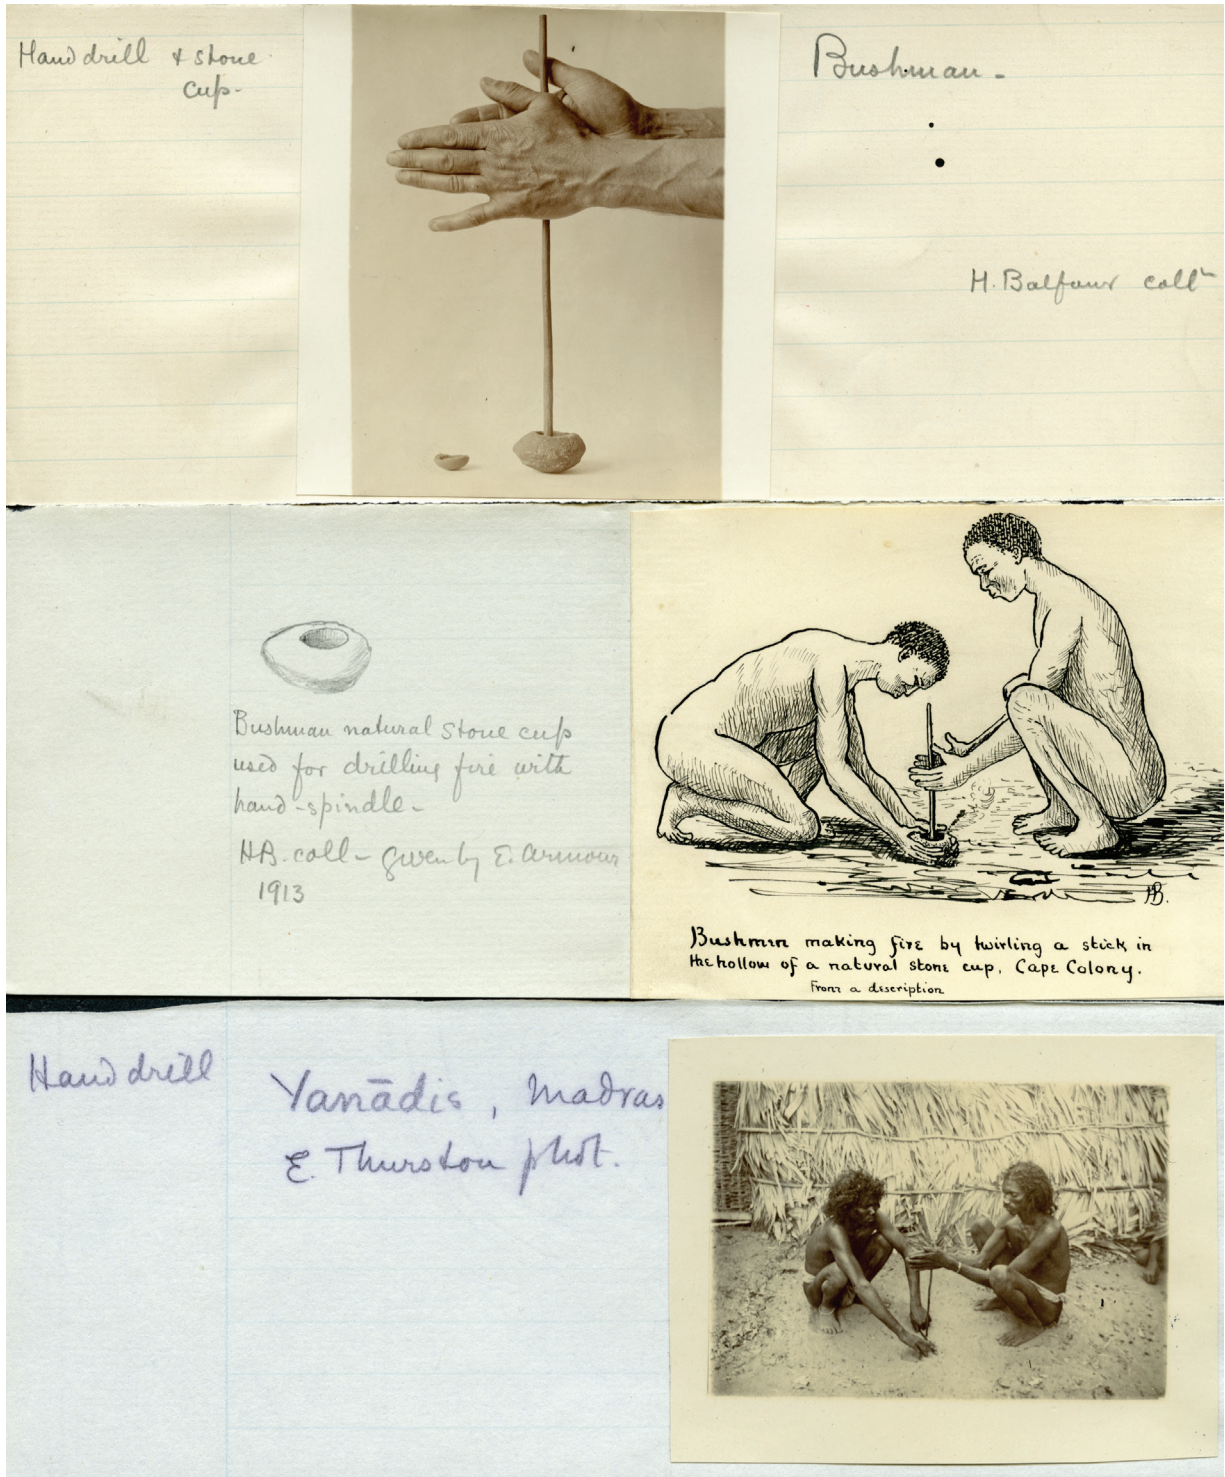 Hand drill & stone
cup-
Bushman -
H. Balfour collⁿ
Bushman natural stone cup
used for drilling fire with
hand-spindle -
H.B. coll - given by E. Armour
1913
HB.
Bushmen making fire by twirling a stick in
the hollow of a natural stone cup, Cape Colony.
From a description
Hand drill
Yanādis, Madras
E. Thurston phot.